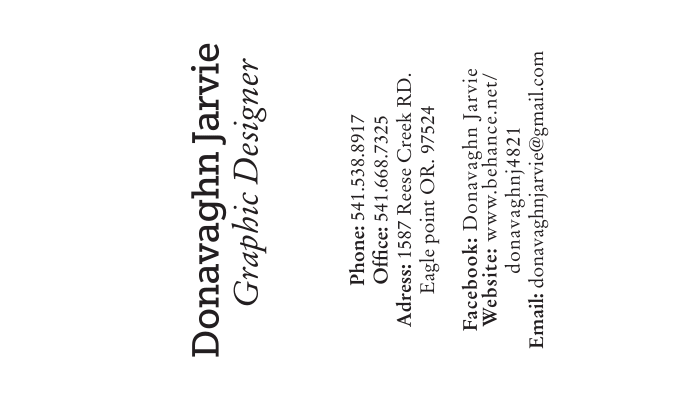 Donavaghn Jarvie
Graphic Designer
Phone: 541.538.8917
Office: 541.668.7325
Adress: 1587 Reese Creek RD.
Eagle point OR. 97524
Facebook: Donavaghn Jarvie
Website: www.behance.net/
donavaghnj4821
Email: donavaghnjarvie@gmail.com